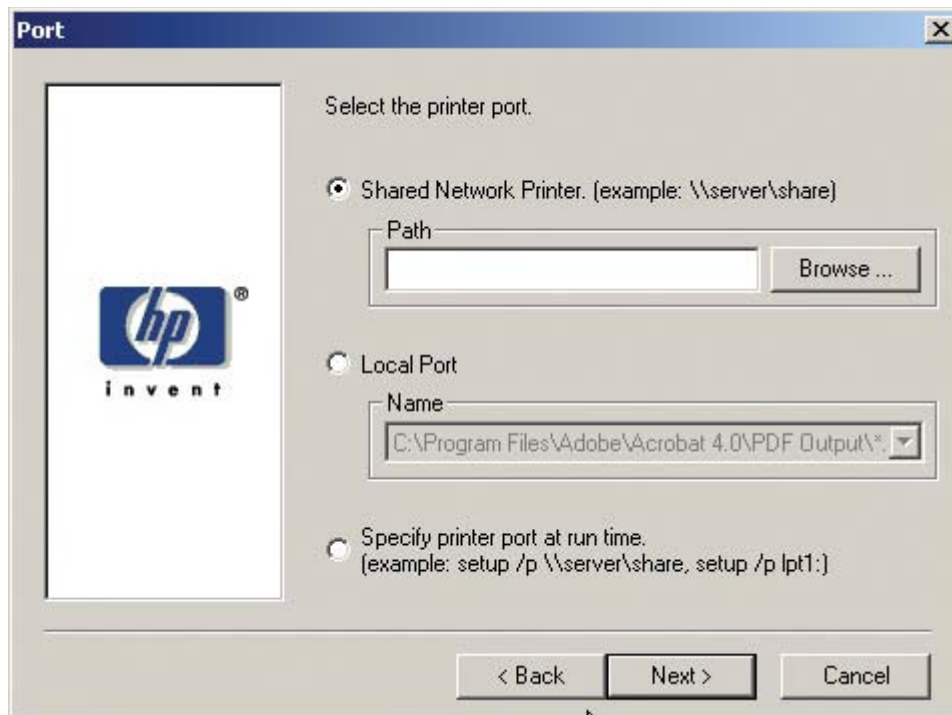 Port
Select the printer port.
Shared Network Printer. (example: \\server\share)
Path
Browse ...
hp
®
invent
Local Port
Name
C:\Program Files\Adobe\Acrobat 4.0\PDF Output\*.
Specify printer port at run time.
(example: setup /p \\server\share, setup /p lpt1:)
< Back
Next >
Cancel